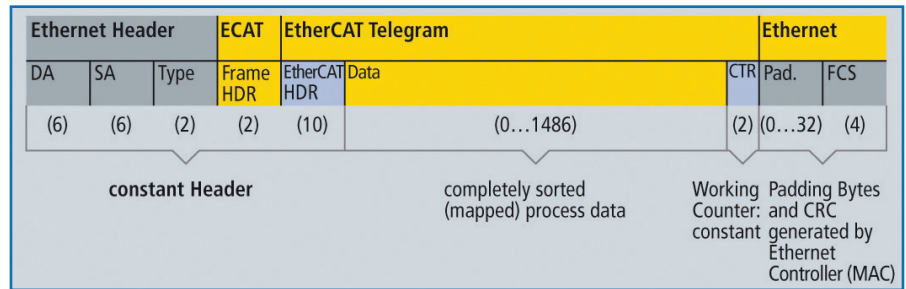 Ethernet Header ECAT EtherCAT Telegram Ethernet
DA SA Type Frame HDR EtherCAT HDR Data CTR Pad. FCS
(6) (6) (2) (2) (10) (0...1486) (2) (0...32) (4)
constant Header
completely sorted
(mapped) process data
Working
Counter:
constant
Padding Bytes
and CRC
generated by
Ethernet
Controller (MAC)